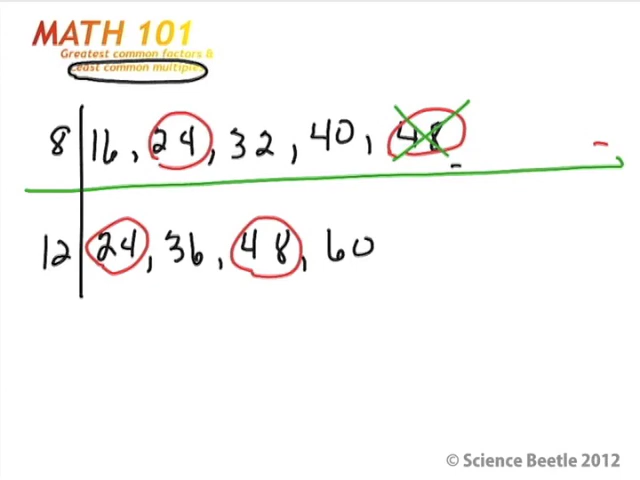 MATH 101
Greatest common factors &
Least common multiples
8 16, 24, 32, 40, 48
12 24, 36, 48, 60
© Science Beetle 2012